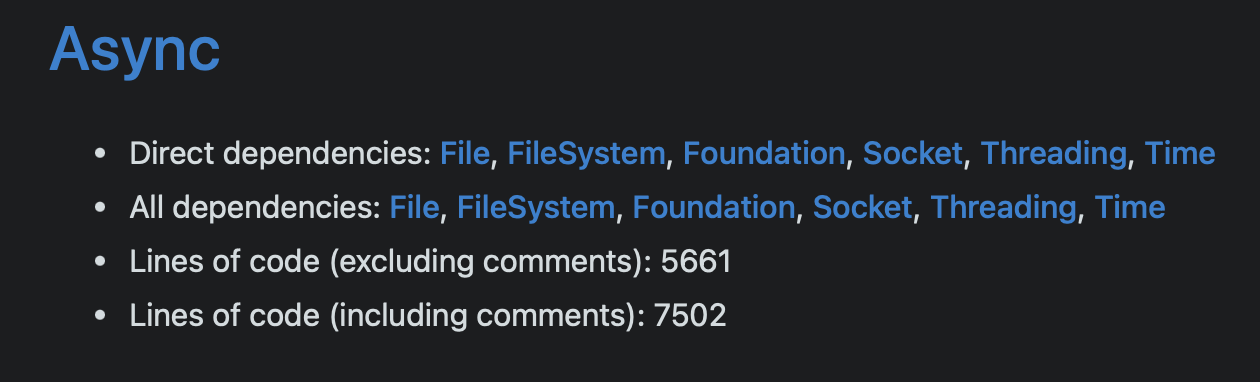 Async
• Direct dependencies: File, FileSystem, Foundation, Socket, Threading, Time
• All dependencies: File, FileSystem, Foundation, Socket, Threading, Time
• Lines of code (excluding comments): 5661
• Lines of code (including comments): 7502